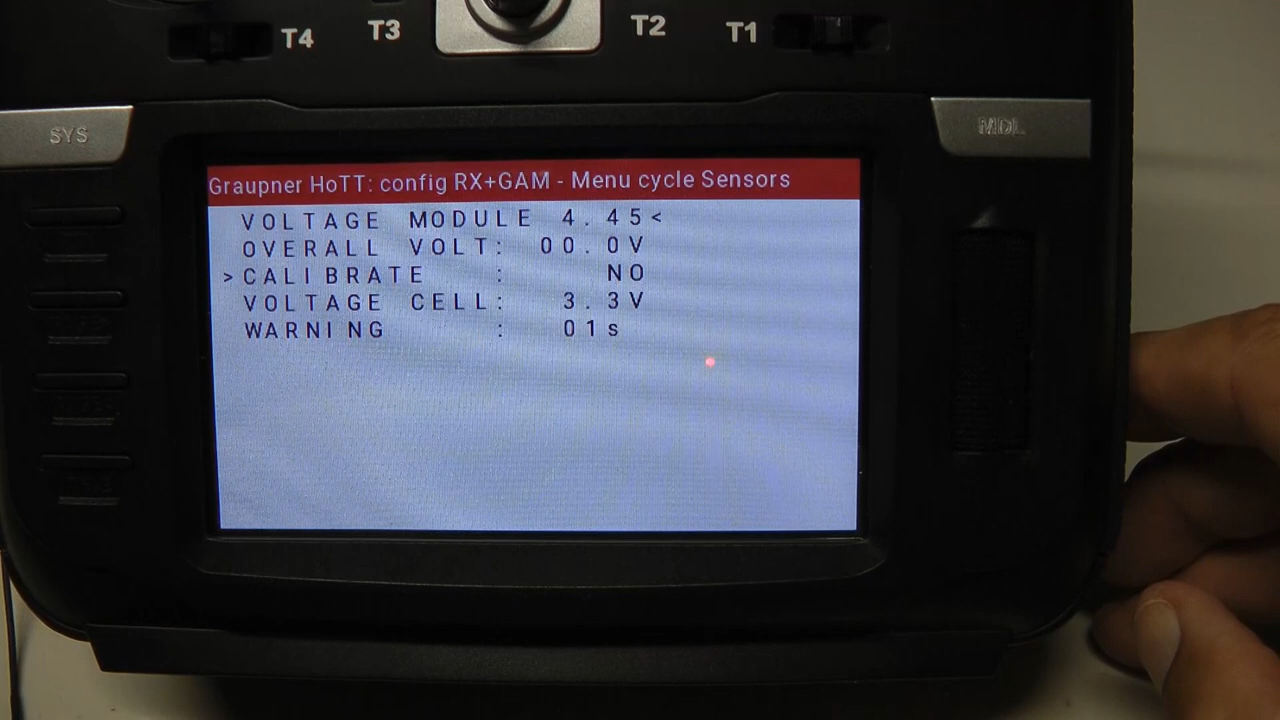 T4 T3 T2 T1
SYS MDL
Graupner HoTT: config RX+GAM - Menu cycle Sensors
VOLTAGE MODULE 4.45<
OVERALL VOLT: 00.0V
>CALIBRATE : NO
VOLTAGE CELL: 3.3V
WARNING : 01s